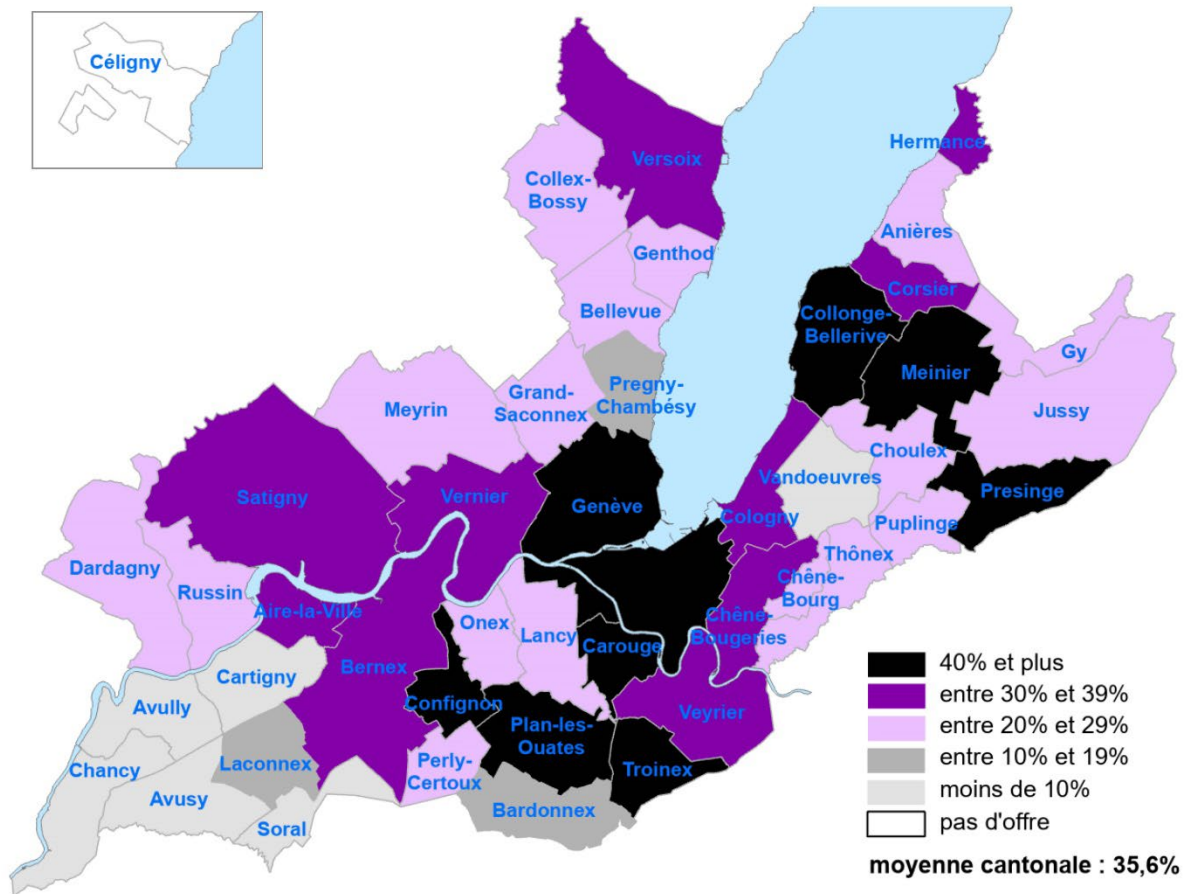 Céligny
Hermance
Versoix
Collex-
Bossy
Anières
Genthod
Corsier
Bellevue
Collonge-
Bellerive
Gy
Meinier
Pregny-
Chambésy
Grand-
Saconnex
Meyrin
Jussy
Choulex
Vandoeuvres
Presinge
Satigny
Vernier
Genève
Cologny
Puplinge
Thônex
Dardagny
Russin
Chêne-
Bourg
Aire-la-Ville
Onex
Lancy
Chêne-
Bougeries
Carouge
Bernex
Cartigny
Confignon
Veyrier
Avully
Plan-les-
Ouates
Perly-
Certoux
Troinex
Laconnex
Chancy
Avusy
Bardonnex
Soral
40% et plus
entre 30% et 39%
entre 20% et 29%
entre 10% et 19%
moins de 10%
pas d'offre
moyenne cantonale : 35,6%